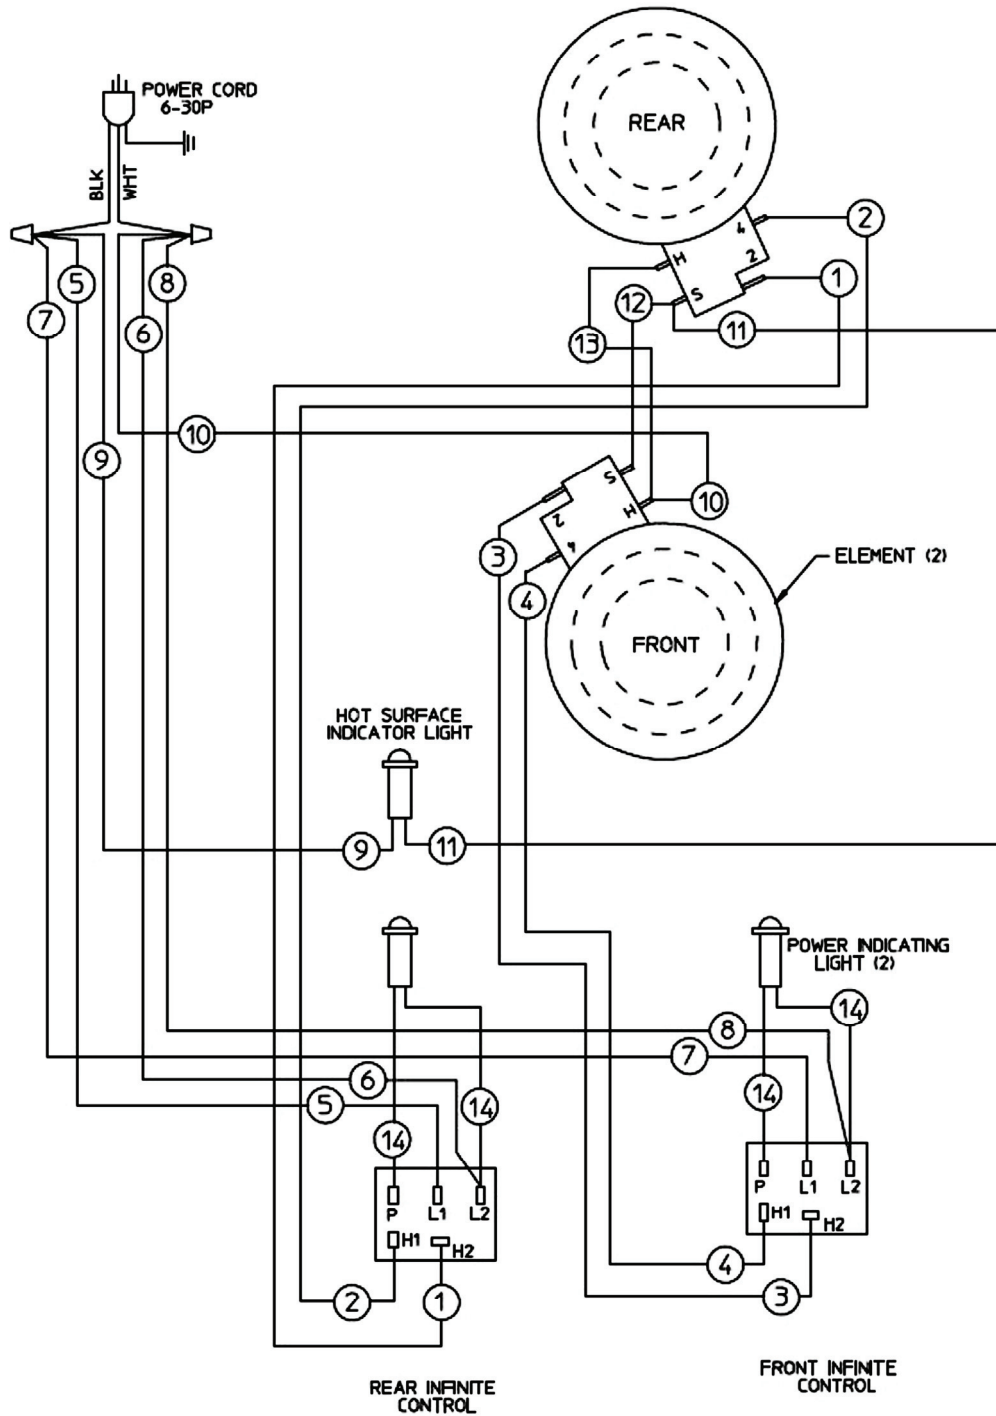 POWER CORD
6-30P
BLK
WHT
REAR
4
2
H
S
2
1
5
8
7
6
12
11
13
10
9
S
H
2
4
10
3
4
ELEMENT (2)
FRONT
HOT SURFACE
INDICATOR LIGHT
9
11
POWER INDICATING
LIGHT (2)
14
8
7
6
5
14
14
14
P
L1
L2
H1
H2
P
L1
L2
H1
H2
4
3
2
1
FRONT INFINITE
CONTROL
REAR INFINITE
CONTROL